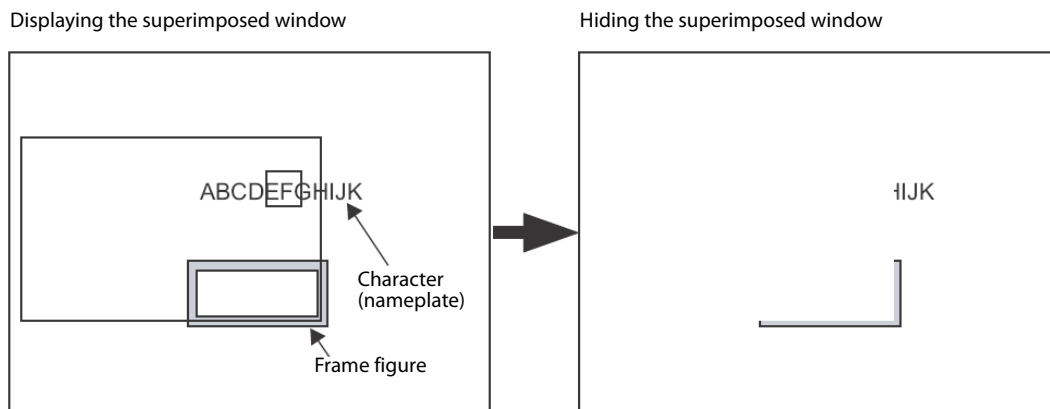 Displaying the superimposed window
Hiding the superimposed window
ABCDEFGHIJK
HIJK
Character
(nameplate)
Frame figure